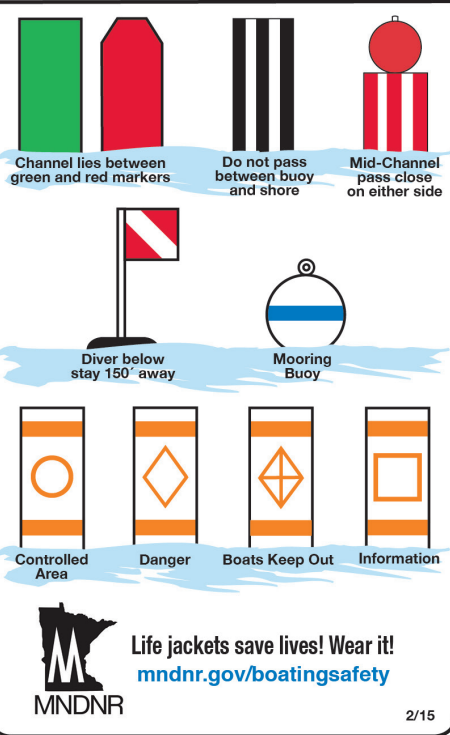 Channel lies between
green and red markers
Do not pass
between buoy
and shore
Mid-Channel
pass close
on either side
Diver below
stay 150´ away
Mooring
Buoy
Controlled
Area
Danger
Boats Keep Out
Information
Life jackets save lives! Wear it!
mndnr.gov/boatingsafety
MNDNR
2/15